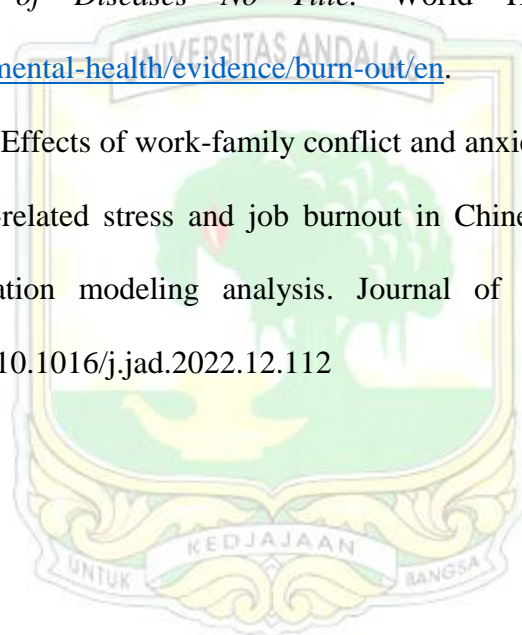 of Diseases No Title.
World H
UNIVERSITAS ANDALAS
mental-health/evidence/burn-out/en.
Effects of work-family conflict and anxie
-related stress and job burnout in Chine
ation modeling analysis. Journal of
10.1016/j.jad.2022.12.112
KEDJAJAAN
UNTUK
BANGSA